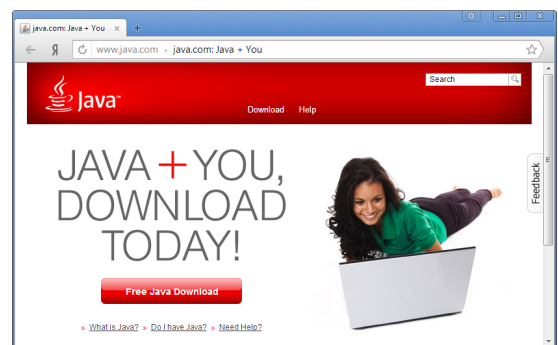 java.com: Java + You
Я www.java.com › java.com: Java + You
Java™
Search
Download Help
JAVA + YOU,
DOWNLOAD
TODAY!
Feedback
Free Java Download
» What is Java? » Do I have Java? » Need Help?